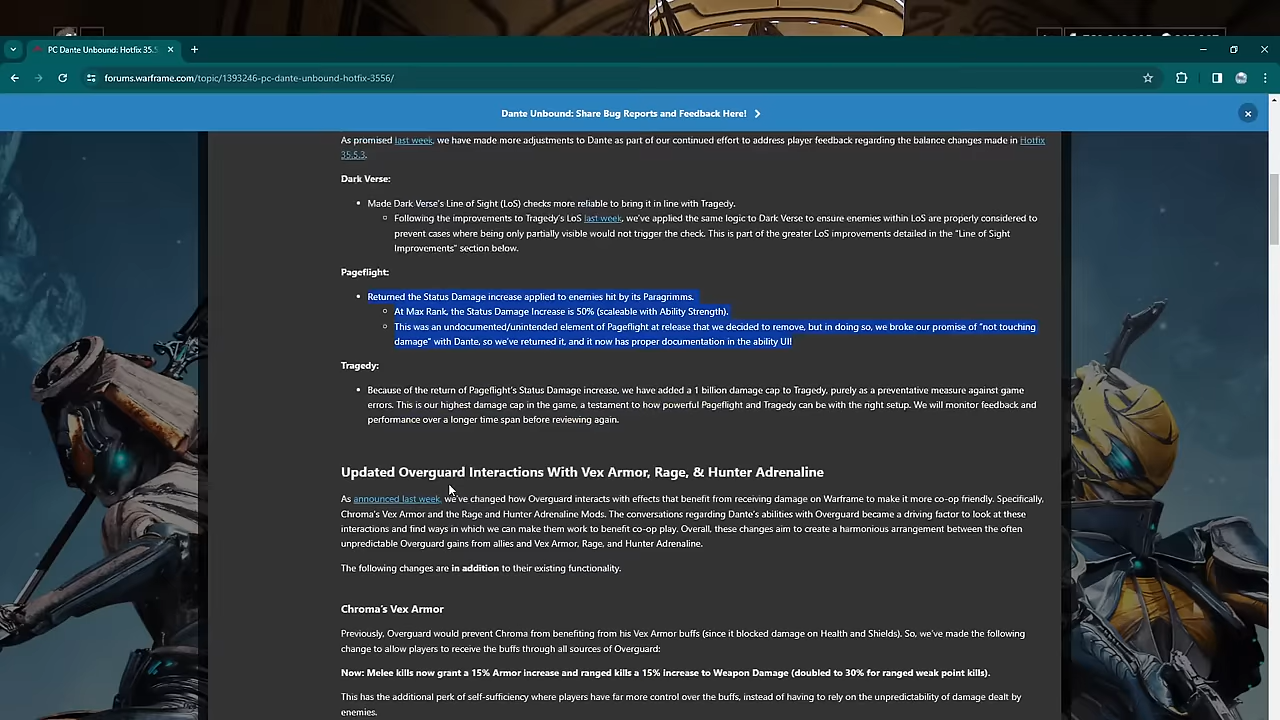 PC Dante Unbound: Hotfix 35.5
forums.warframe.com/topic/1393246-pc-dante-unbound-hotfix-3556/
Dante Unbound: Share Bug Reports and Feedback Here!
As promised last week, we have made more adjustments to Dante as part of our continued effort to address player feedback regarding the balance changes made in Hotfix
35.5.3.
Dark Verse:
Made Dark Verse's Line of Sight (LoS) checks more reliable to bring it in line with Tragedy.
Following the improvements to Tragedy's LoS last week, we've applied the same logic to Dark Verse to ensure enemies within LoS are properly considered to
prevent cases where being only partially visible would not trigger the check. This is part of the greater LoS improvements detailed in the "Line of Sight
Improvements" section below.
Pageflight:
Returned the Status Damage increase applied to enemies hit by its Paragrimms.
At Max Rank, the Status Damage Increase is 50% (scaleable with Ability Strength).
This was an undocumented/unintended element of Pageflight at release that we decided to remove, but in doing so, we broke our promise of "not touching
damage" with Dante, so we've returned it, and it now has proper documentation in the ability UI!
Tragedy:
Because of the return of Pageflight's Status Damage increase, we have added a 1 billion damage cap to Tragedy, purely as a preventative measure against game
errors. This is our highest damage cap in the game, a testament to how powerful Pageflight and Tragedy can be with the right setup. We will monitor feedback and
performance over a longer time span before reviewing again.
Updated Overguard Interactions With Vex Armor, Rage, & Hunter Adrenaline
As announced last week, we've changed how Overguard interacts with effects that benefit from receiving damage on Warframe to make it more co-op friendly. Specifically,
Chroma's Vex Armor and the Rage and Hunter Adrenaline Mods. The conversations regarding Dante's abilities with Overguard became a driving factor to look at these
interactions and find ways in which we can make them work to benefit co-op play. Overall, these changes aim to create a harmonious arrangement between the often
unpredictable Overguard gains from allies and Vex Armor, Rage, and Hunter Adrenaline.
The following changes are in addition to their existing functionality.
Chroma's Vex Armor
Previously, Overguard would prevent Chroma from benefiting from his Vex Armor buffs (since it blocked damage on Health and Shields). So, we've made the following
change to allow players to receive the buffs through all sources of Overguard:
Now: Melee kills now grant a 15% Armor increase and ranged kills a 15% increase to Weapon Damage (doubled to 30% for ranged weak point kills).
This has the additional perk of self-sufficiency where players have far more control over the buffs, instead of having to rely on the unpredictability of damage dealt by
enemies.